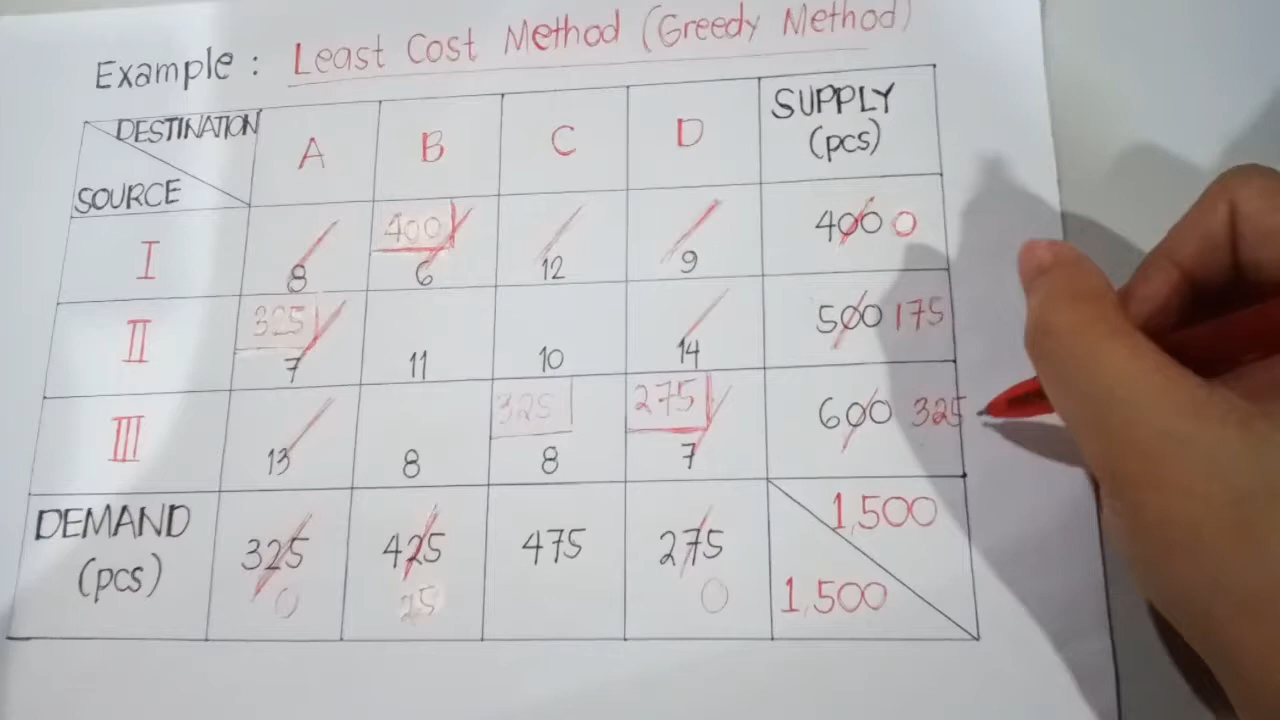 Example : Least Cost Method (Greedy Method)
DESTINATION
SOURCE
A B C D SUPPLY (pcs)
I 8 400 6 12 9 400 0
II 325 7 11 10 14 500 175
III 13 8 325 8 275 7 600 325
DEMAND (pcs) 325 0 425 25 475 275 0 1,500 1,500